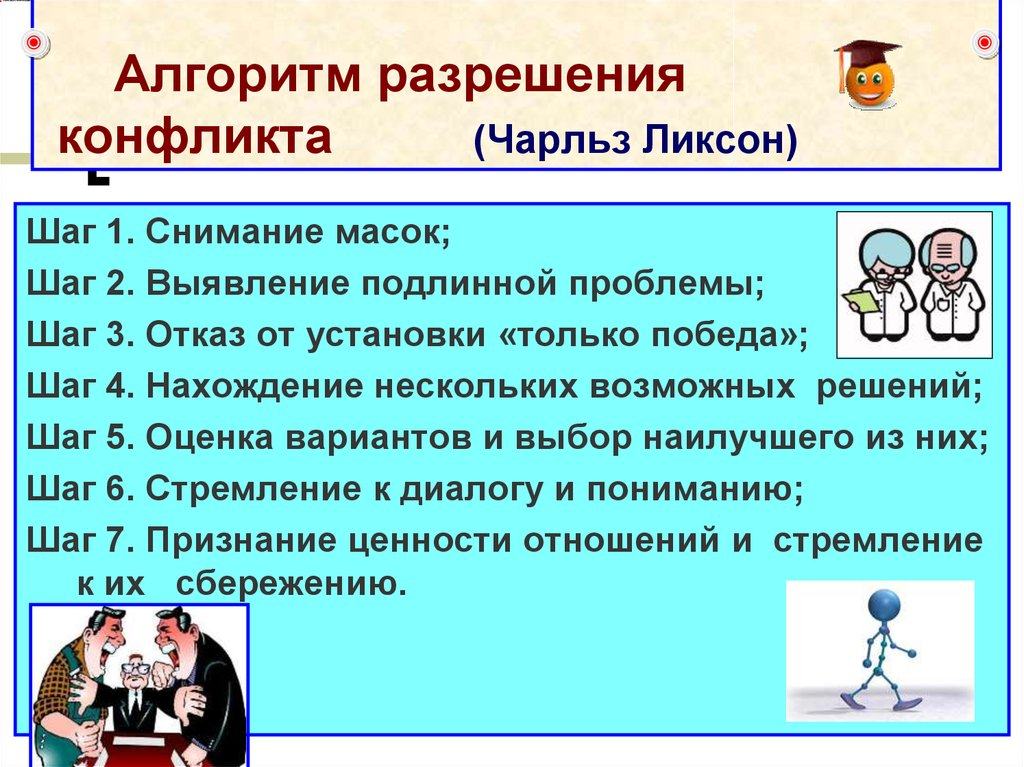 Алгоритм разрешения
конфликта (Чарльз Ликсон)
Шаг 1. Снимание масок;
Шаг 2. Выявление подлинной проблемы;
Шаг 3. Отказ от установки «только победа»;
Шаг 4. Нахождение нескольких возможных решений;
Шаг 5. Оценка вариантов и выбор наилучшего из них;
Шаг 6. Стремление к диалогу и пониманию;
Шаг 7. Признание ценности отношений и стремление
к их сбережению.